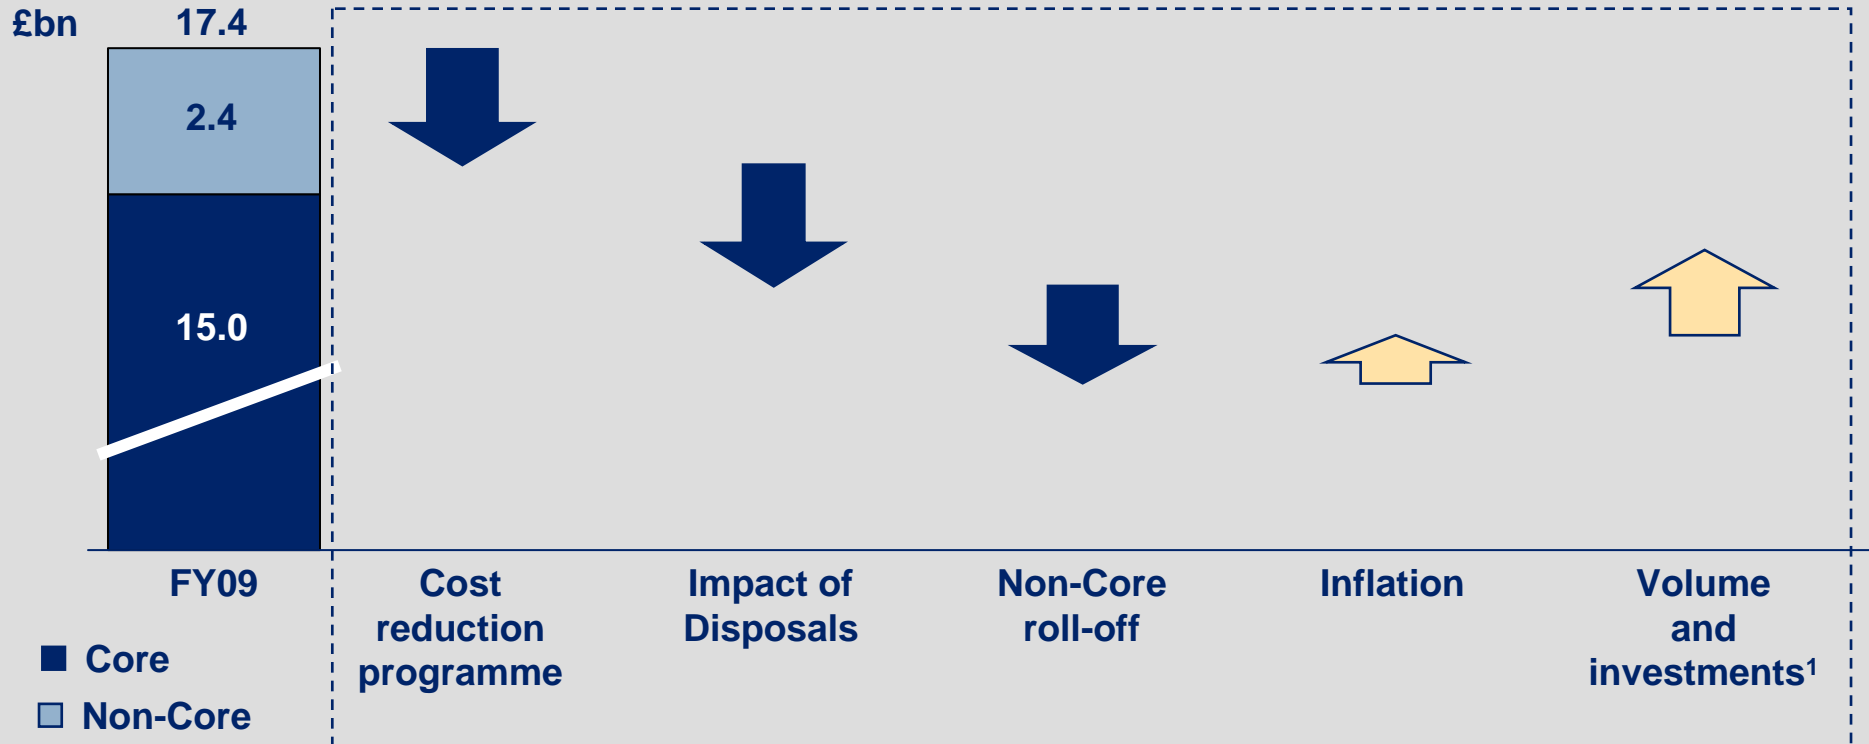 £bn
17.4
2.4
15.0
FY09
Cost
reduction
programme
Impact of
Disposals
Non-Core
roll-off
Inflation
Volume
and
investments¹
Core
Non-Core